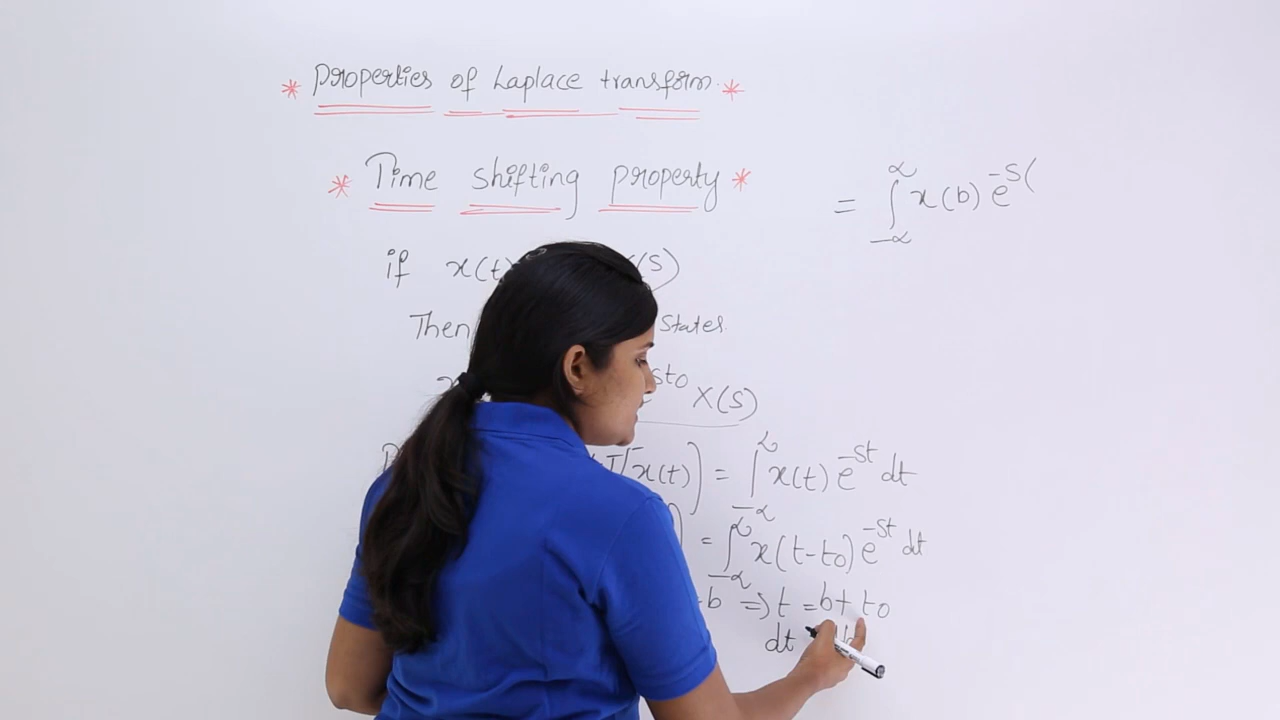 * Properties of Laplace transform. *
* Time shifting property *
if x(t) (S)
Then States.
sto X(S)
x(t)] = ∫_{-∞}^{∞} x(t) e^{-st} dt
= ∫_{-∞}^{∞} x(t-to) e^{-st} dt
b => t = b + to
dt
= ∫_{-∞}^{∞} x(b) e^{-S(